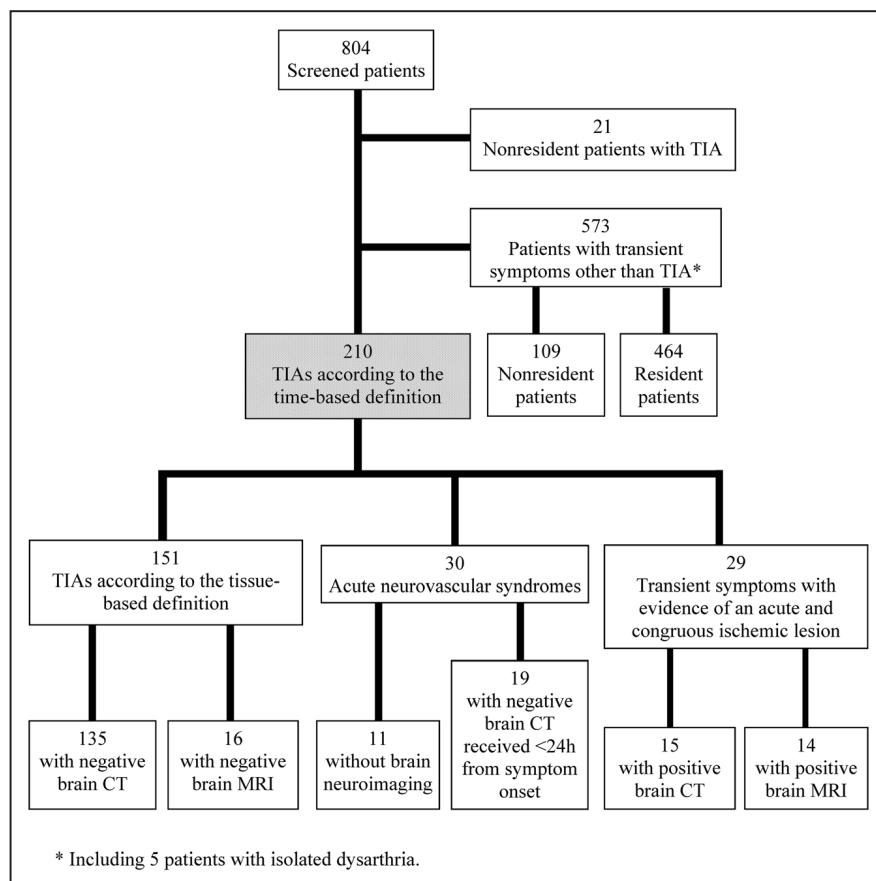 804
Screened patients
21
Nonresident patients with TIA
573
Patients with transient
symptoms other than TIA*
210
TIAs according to the
time-based definition
109
Nonresident
patients
464
Resident
patients
151
TIAs according to the tissue-
based definition
30
Acute neurovascular syndromes
29
Transient symptoms with
evidence of an acute and
congruous ischemic lesion
135
with negative
brain CT
16
with negative
brain MRI
11
without brain
neuroimaging
19
with negative
brain CT
received <24h
from symptom
onset
15
with positive
brain CT
14
with positive
brain MRI
* Including 5 patients with isolated dysarthria.